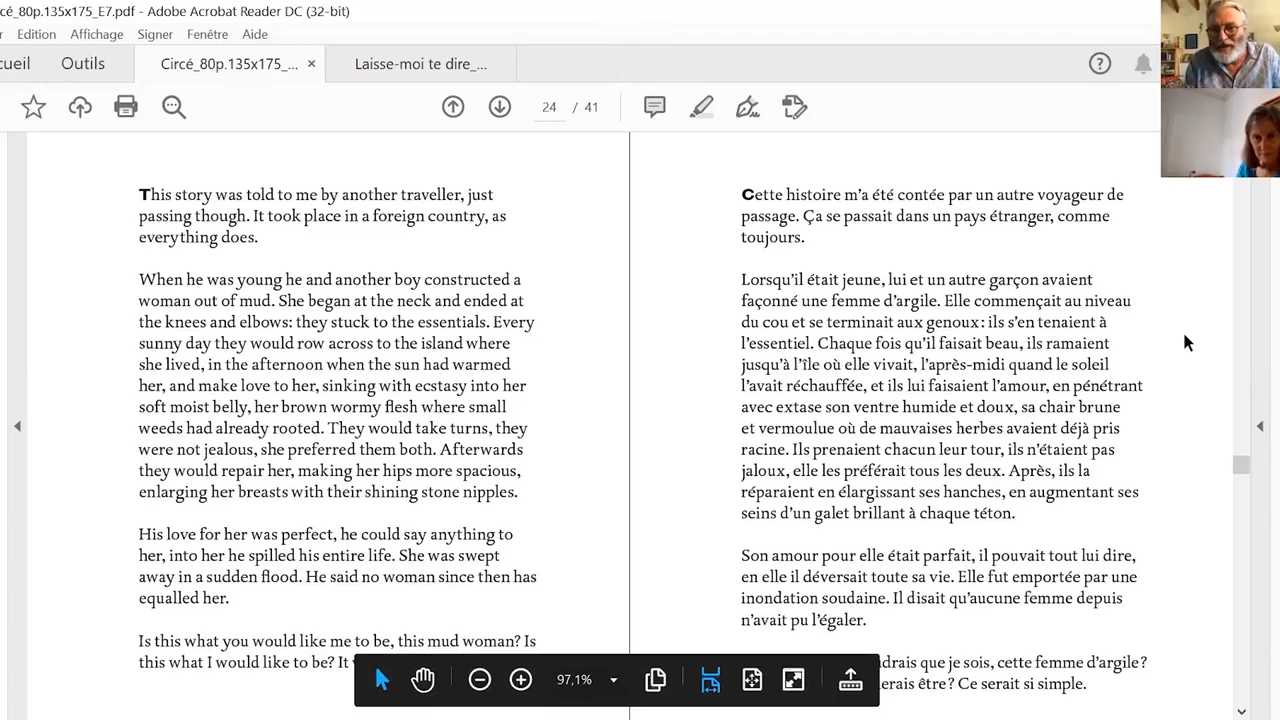 rcé_80p.135x175_E7.pdf - Adobe Acrobat Reader DC (32-bit)
Edition Affichage Signer Fenêtre Aide
cueil Outils Circé_80p.135x175_... × Laisse-moi te dire_...
24 / 41
This story was told to me by another traveller, just
passing though. It took place in a foreign country, as
everything does.
When he was young he and another boy constructed a
woman out of mud. She began at the neck and ended at
the knees and elbows: they stuck to the essentials. Every
sunny day they would row across to the island where
she lived, in the afternoon when the sun had warmed
her, and make love to her, sinking with ecstasy into her
soft moist belly, her brown wormy flesh where small
weeds had already rooted. They would take turns, they
were not jealous, she preferred them both. Afterwards
they would repair her, making her hips more spacious,
enlarging her breasts with their shining stone nipples.
His love for her was perfect, he could say anything to
her, into her he spilled his entire life. She was swept
away in a sudden flood. He said no woman since then has
equalled her.
Is this what you would like me to be, this mud woman? Is
this what I would like to be? It
Cette histoire m'a été contée par un autre voyageur de
passage. Ça se passait dans un pays étranger, comme
toujours.
Lorsqu'il était jeune, lui et un autre garçon avaient
façonné une femme d'argile. Elle commençait au niveau
du cou et se terminait aux genoux : ils s'en tenaient à
l'essentiel. Chaque fois qu'il faisait beau, ils ramaient
jusqu'à l'île où elle vivait, l'après-midi quand le soleil
l'avait réchauffée, et ils lui faisaient l'amour, en pénétrant
avec extase son ventre humide et doux, sa chair brune
et vermoulue où de mauvaises herbes avaient déjà pris
racine. Ils prenaient chacun leur tour, ils n'étaient pas
jaloux, elle les préférait tous les deux. Après, ils la
réparaient en élargissant ses hanches, en augmentant ses
seins d'un galet brillant à chaque téton.
Son amour pour elle était parfait, il pouvait tout lui dire,
en elle il déversait toute sa vie. Elle fut emportée par une
inondation soudaine. Il disait qu'aucune femme depuis
n'avait pu l'égaler.
drais que je sois, cette femme d'argile ?
erais être ? Ce serait si simple.
97,1%